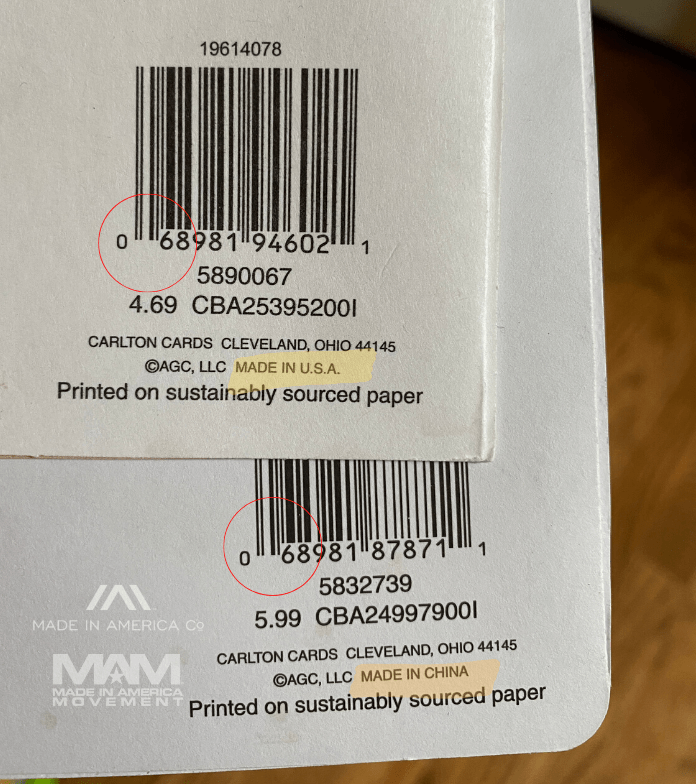 19614078
0 68981 94602 1
5890067
4.69 CBA25395200I
CARLTON CARDS CLEVELAND, OHIO 44145
©AGC, LLC MADE IN U.S.A.
Printed on sustainably sourced paper
0 68981 87871 1
5832739
5.99 CBA24997900I
CARLTON CARDS CLEVELAND, OHIO 44145
©AGC, LLC MADE IN CHINA
Printed on sustainably sourced paper
MADE IN AMERICA Co
MAM
MADE IN AMERICA
MOVEMENT